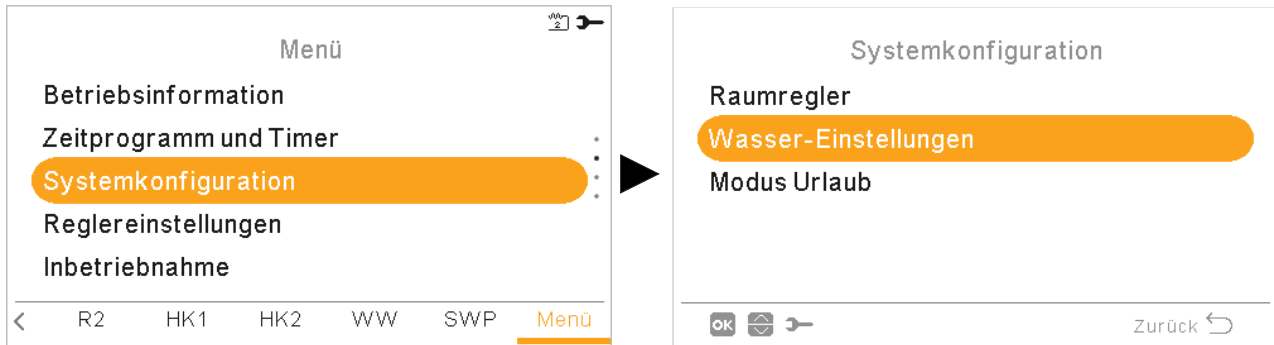 2
Menü
Betriebsinformation
Zeitprogramm und Timer
Systemkonfiguration
Reglereinstellungen
Inbetriebnahme
< R2 HK1 HK2 WW SWP Menü
Systemkonfiguration
Raumregler
Wasser-Einstellungen
Modus Urlaub
OK Zurück